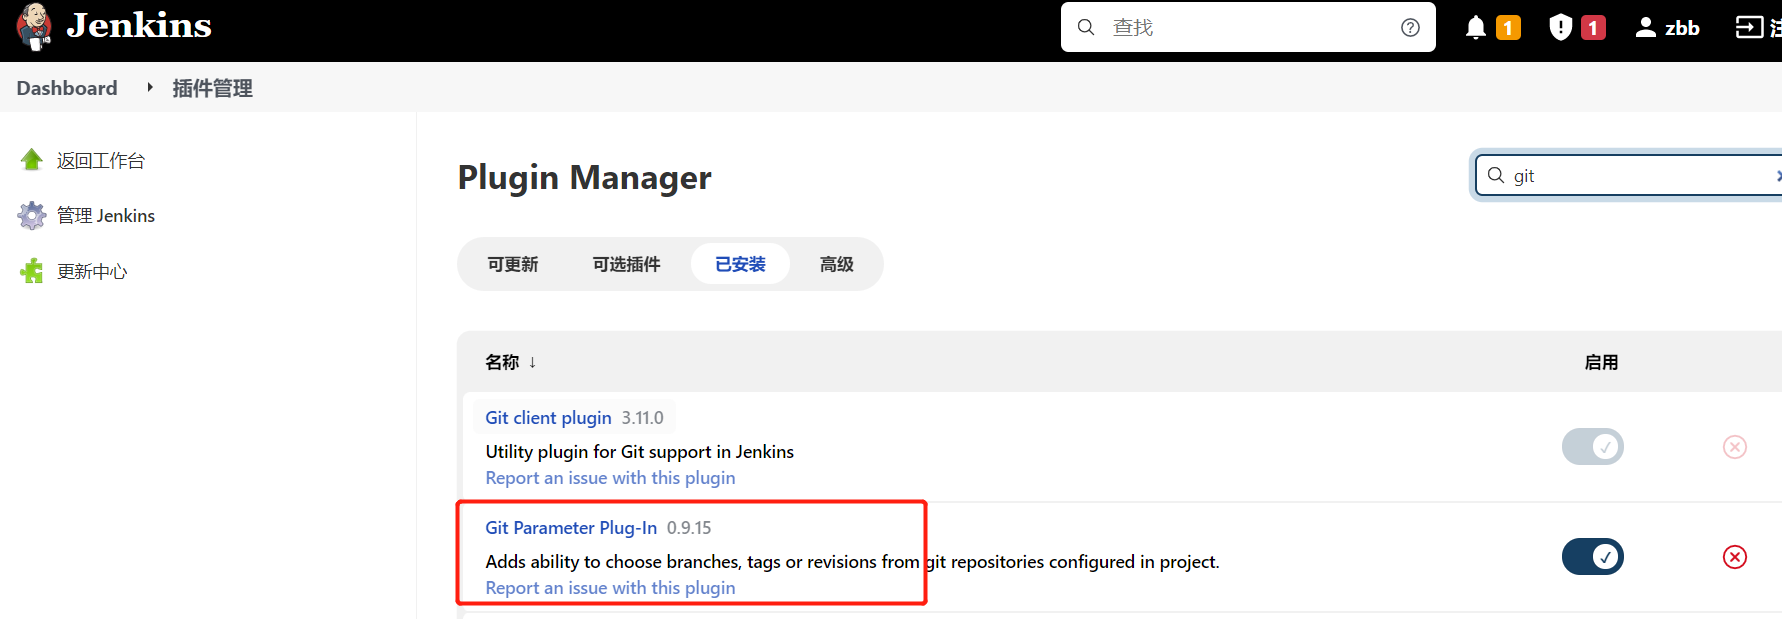 Jenkins
查找
1
1
zbb
Dashboard
插件管理
返回工作台
管理 Jenkins
更新中心
Plugin Manager
git
可更新
可选插件
已安装
高级
名称 ↓
启用
Git client plugin 3.11.0
Utility plugin for Git support in Jenkins
Report an issue with this plugin
Git Parameter Plug-In 0.9.15
Adds ability to choose branches, tags or revisions from git repositories configured in project.
Report an issue with this plugin